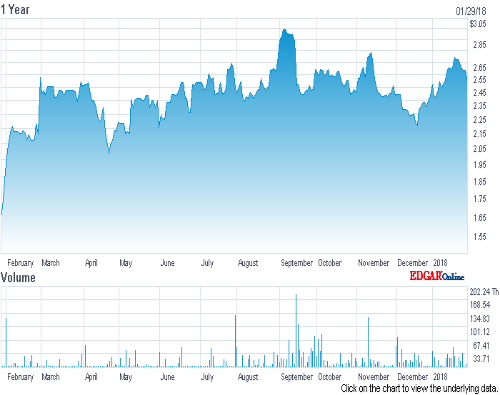 1 Year
01/29/18
$3.05
2.85
2.65
2.55
2.45
2.35
2.25
2.15
2.05
1.95
1.85
1.75
1.65
1.55
February March April May June July August September October November December 2018
Volume
EDGAROnline
202.24 Th
168.54
134.83
101.12
67.41
33.71
February March April May June July August September October November December 2018
Click on the chart to view the underlying data.